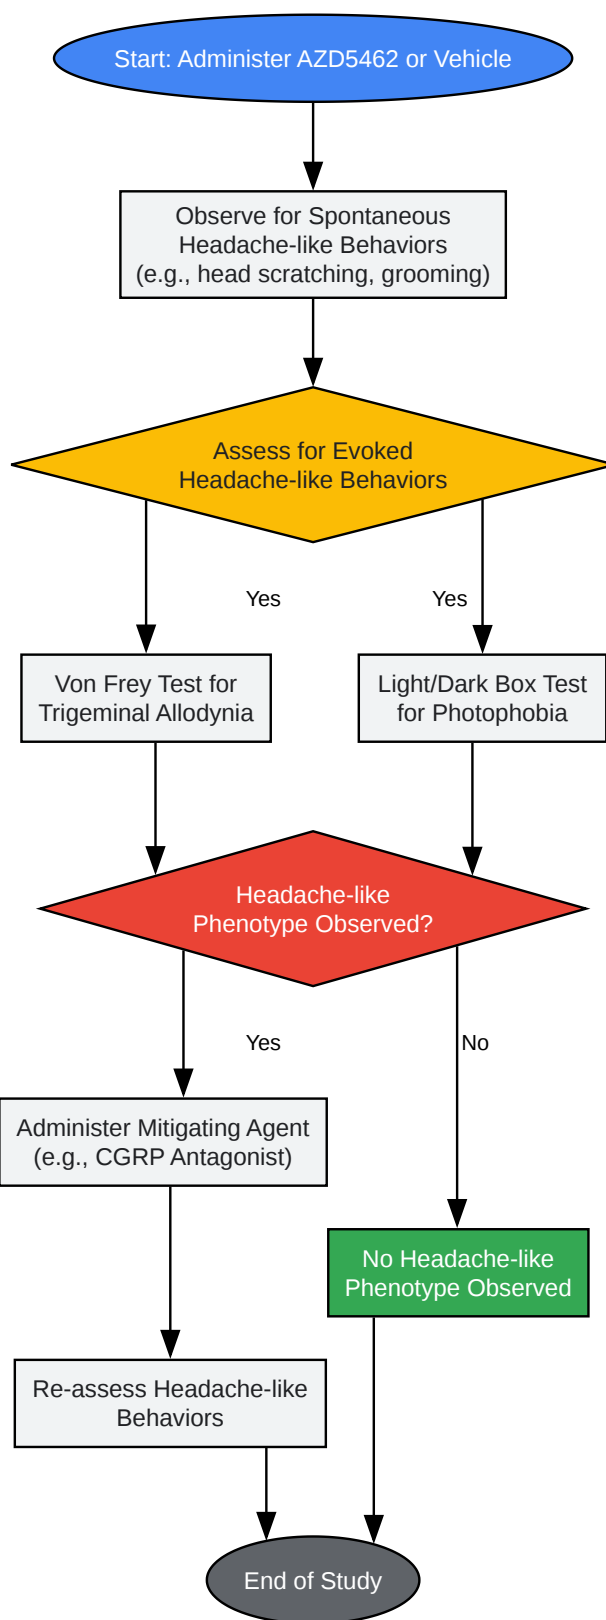 Start: Administer AZD5462 or Vehicle
Observe for Spontaneous
Headache-like Behaviors
(e.g., head scratching, grooming)
Assess for Evoked
Headache-like Behaviors
Yes
Yes
Von Frey Test for
Trigeminal Allodynia
Light/Dark Box Test
for Photophobia
Headache-like
Phenotype Observed?
Yes
No
Administer Mitigating Agent
(e.g., CGRP Antagonist)
No Headache-like
Phenotype Observed
Re-assess Headache-like
Behaviors
End of Study